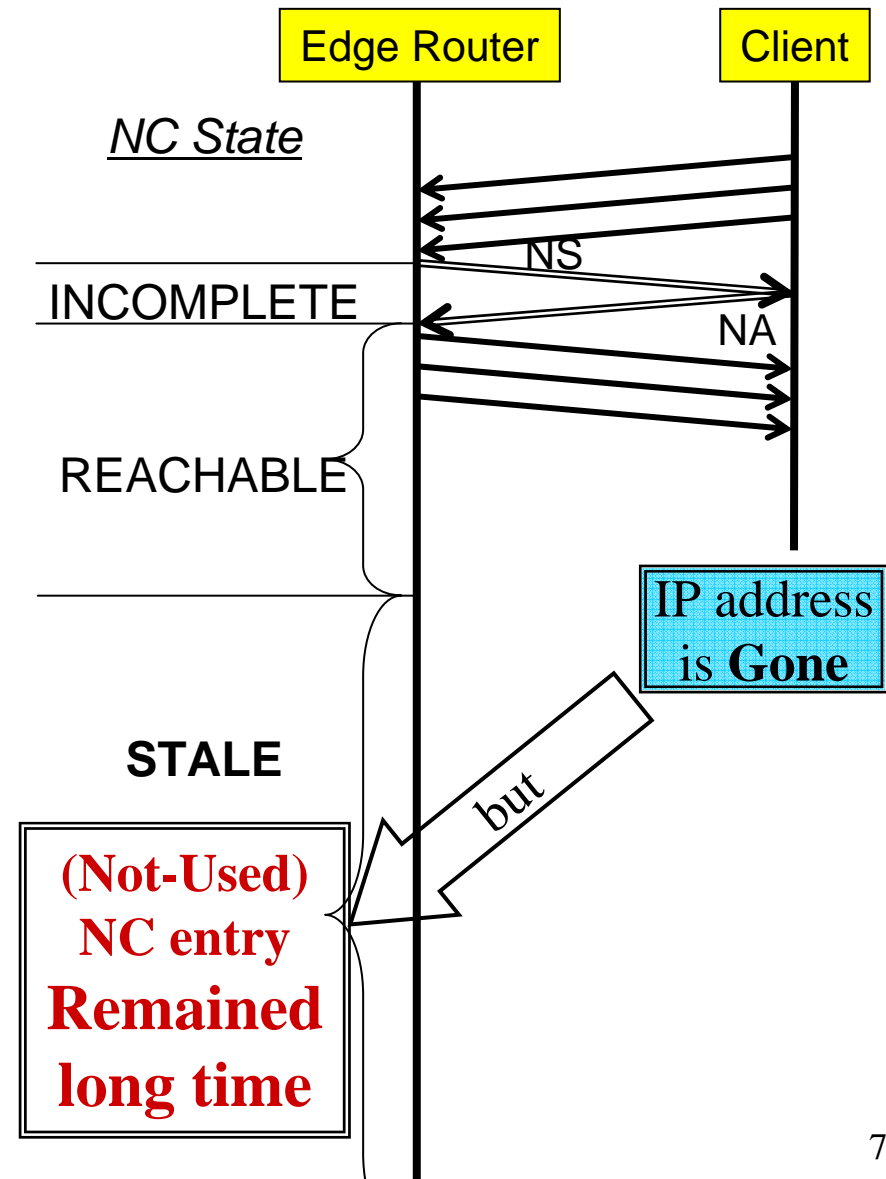 Edge Router
Client
NC State
NS
INCOMPLETE
NA
REACHABLE
IP address
is Gone
STALE
but
(Not-Used)
NC entry
Remained
long time
7